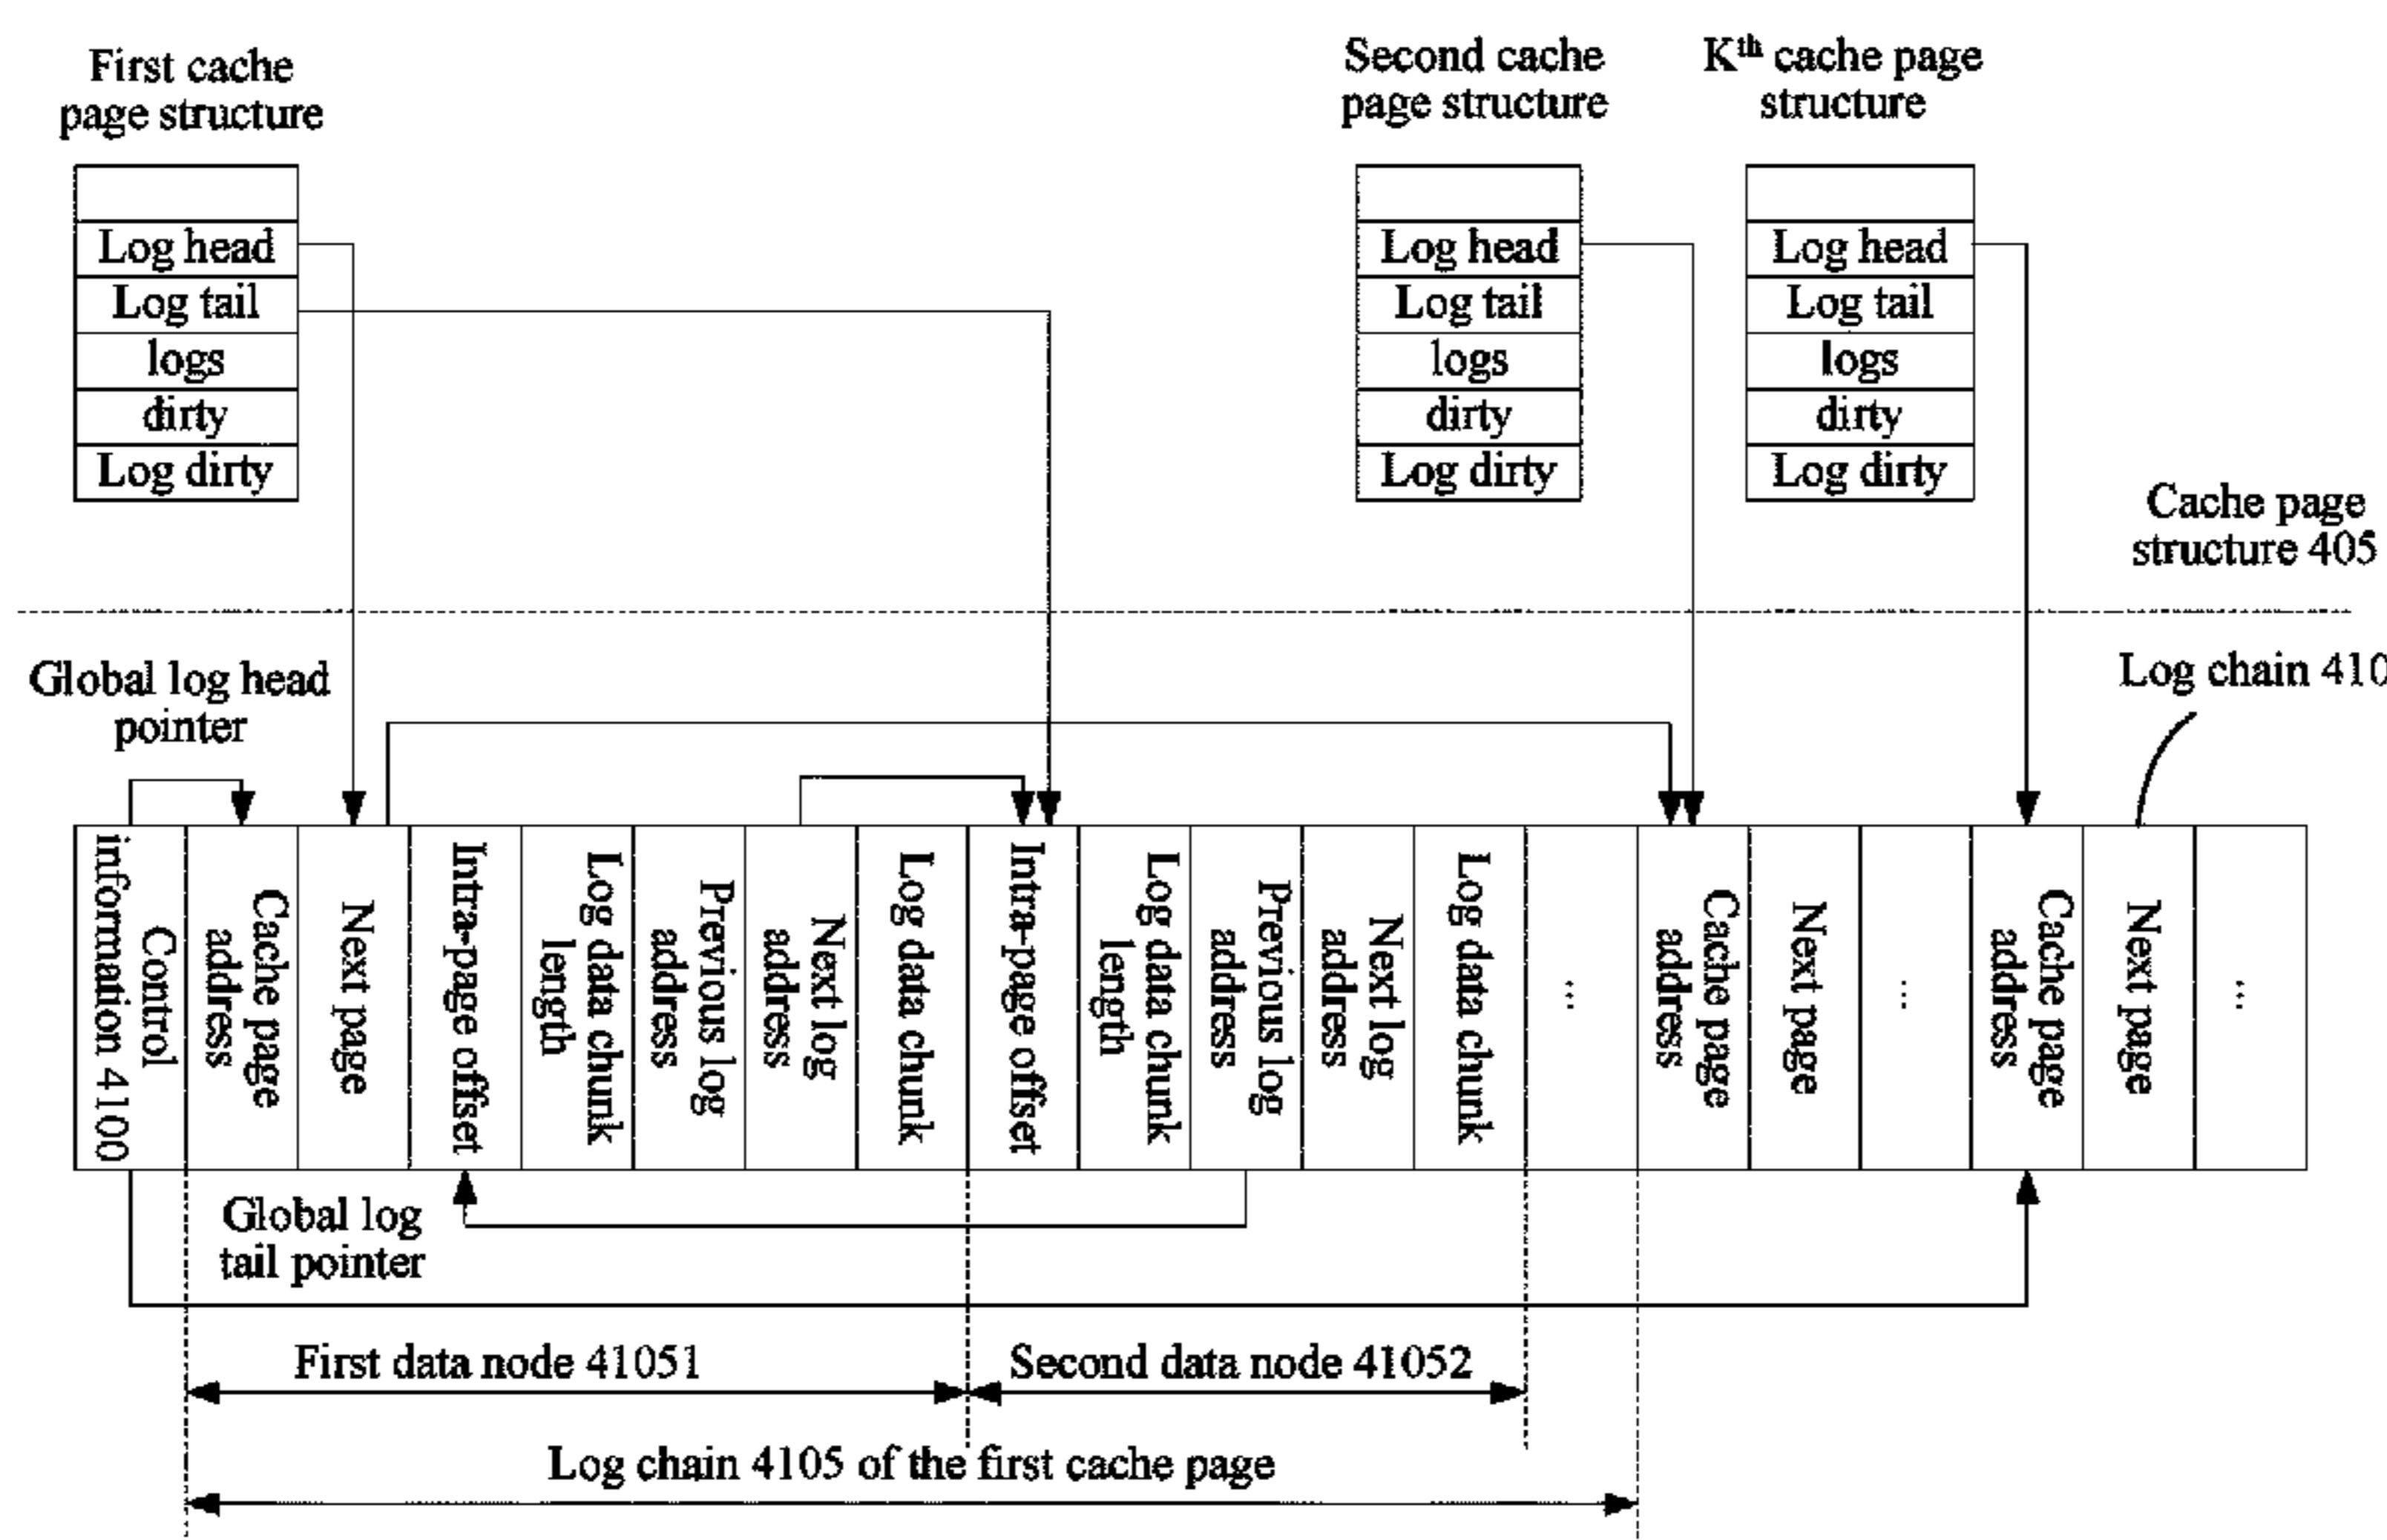 First cache
page structure
Second cache
page structure
Kth cache page
structure
Log head
Log tail
logs
dirty
Log dirty
Log head
Log tail
logs
dirty
Log dirty
Log head
Log tail
logs
dirty
Log dirty
Cache page
structure 405
Global log head
pointer
Log chain 410
Control
information 41100
Cache page
address
Next page
Intra-page offset
Log data chunk
length
Previous log
address
Next log
address
Log data chunk
Intra-page offset
Log data chunk
length
Previous log
address
Next log
address
Log data chunk
...
Cache page
address
Next page
...
Cache page
address
Next page
...
Global log
tail pointer
First data node 41051
Second data node 41052
Log chain 4105 of the first cache page